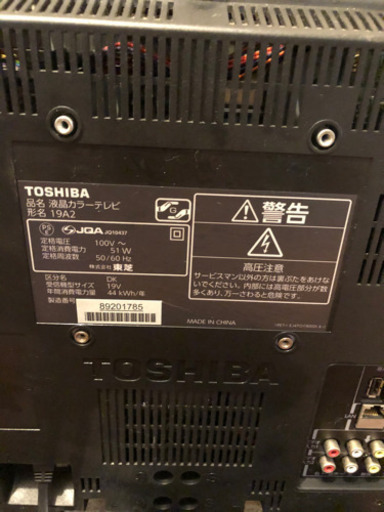 TOSHIBA
品名 液晶カラーテレビ
形名 19A2
PS
E
JQA JQ10437
定格電圧 100V ~
定格消費電力 51 W
定格周波数 50/60 Hz
株式会社 東芝
区分名 DK
受信機型サイズ 19V
年間消費電力量 44 kWh/年
製造番号
89201785
警告
高圧注意
サービスマン以外の方は裏ぶたをあけな
いでください。内部には高電圧部分が数
多くあり、万一さわると危険です。
MADE IN CHINA
TOSHIBA
LAN